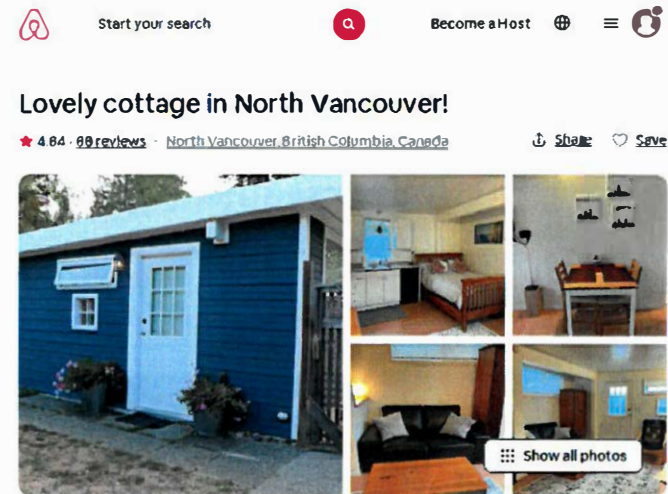 Start your search
Become a Host
Lovely cottage in North Vancouver!
4.84 · 68 reviews · North Vancouver, British Columbia, Canada
Share
Save
Show all photos